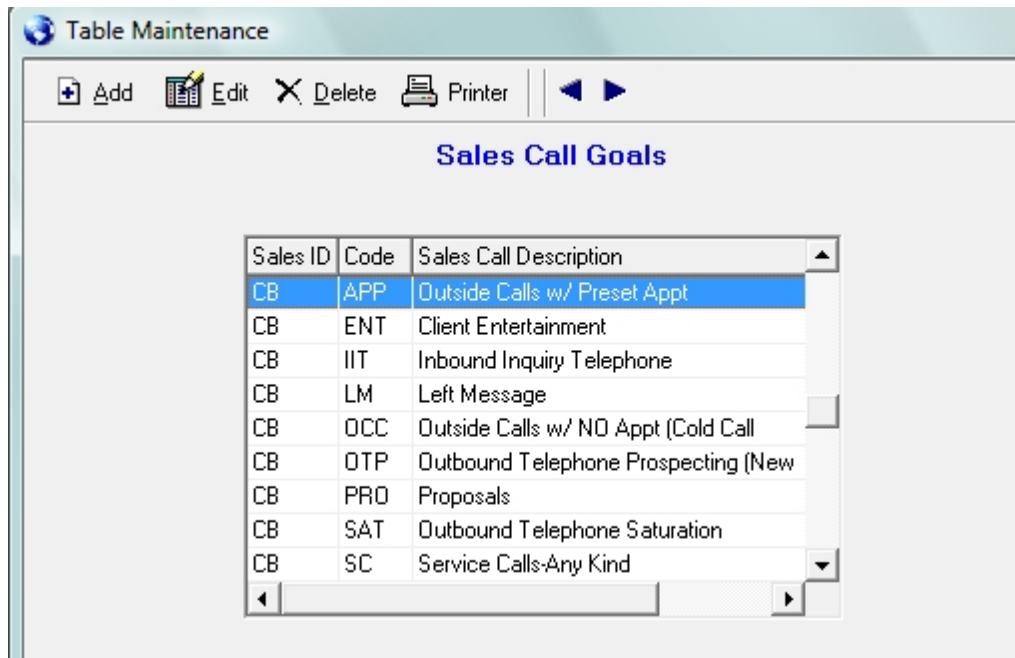 Table Maintenance
Add Edit Delete Printer
Sales Call Goals
Sales ID Code Sales Call Description
CB APP Outside Calls w/ Preset Appt
CB ENT Client Entertainment
CB IIT Inbound Inquiry Telephone
CB LM Left Message
CB OCC Outside Calls w/ NO Appt (Cold Call
CB OTP Outbound Telephone Prospecting (New
CB PRO Proposals
CB SAT Outbound Telephone Saturation
CB SC Service Calls-Any Kind